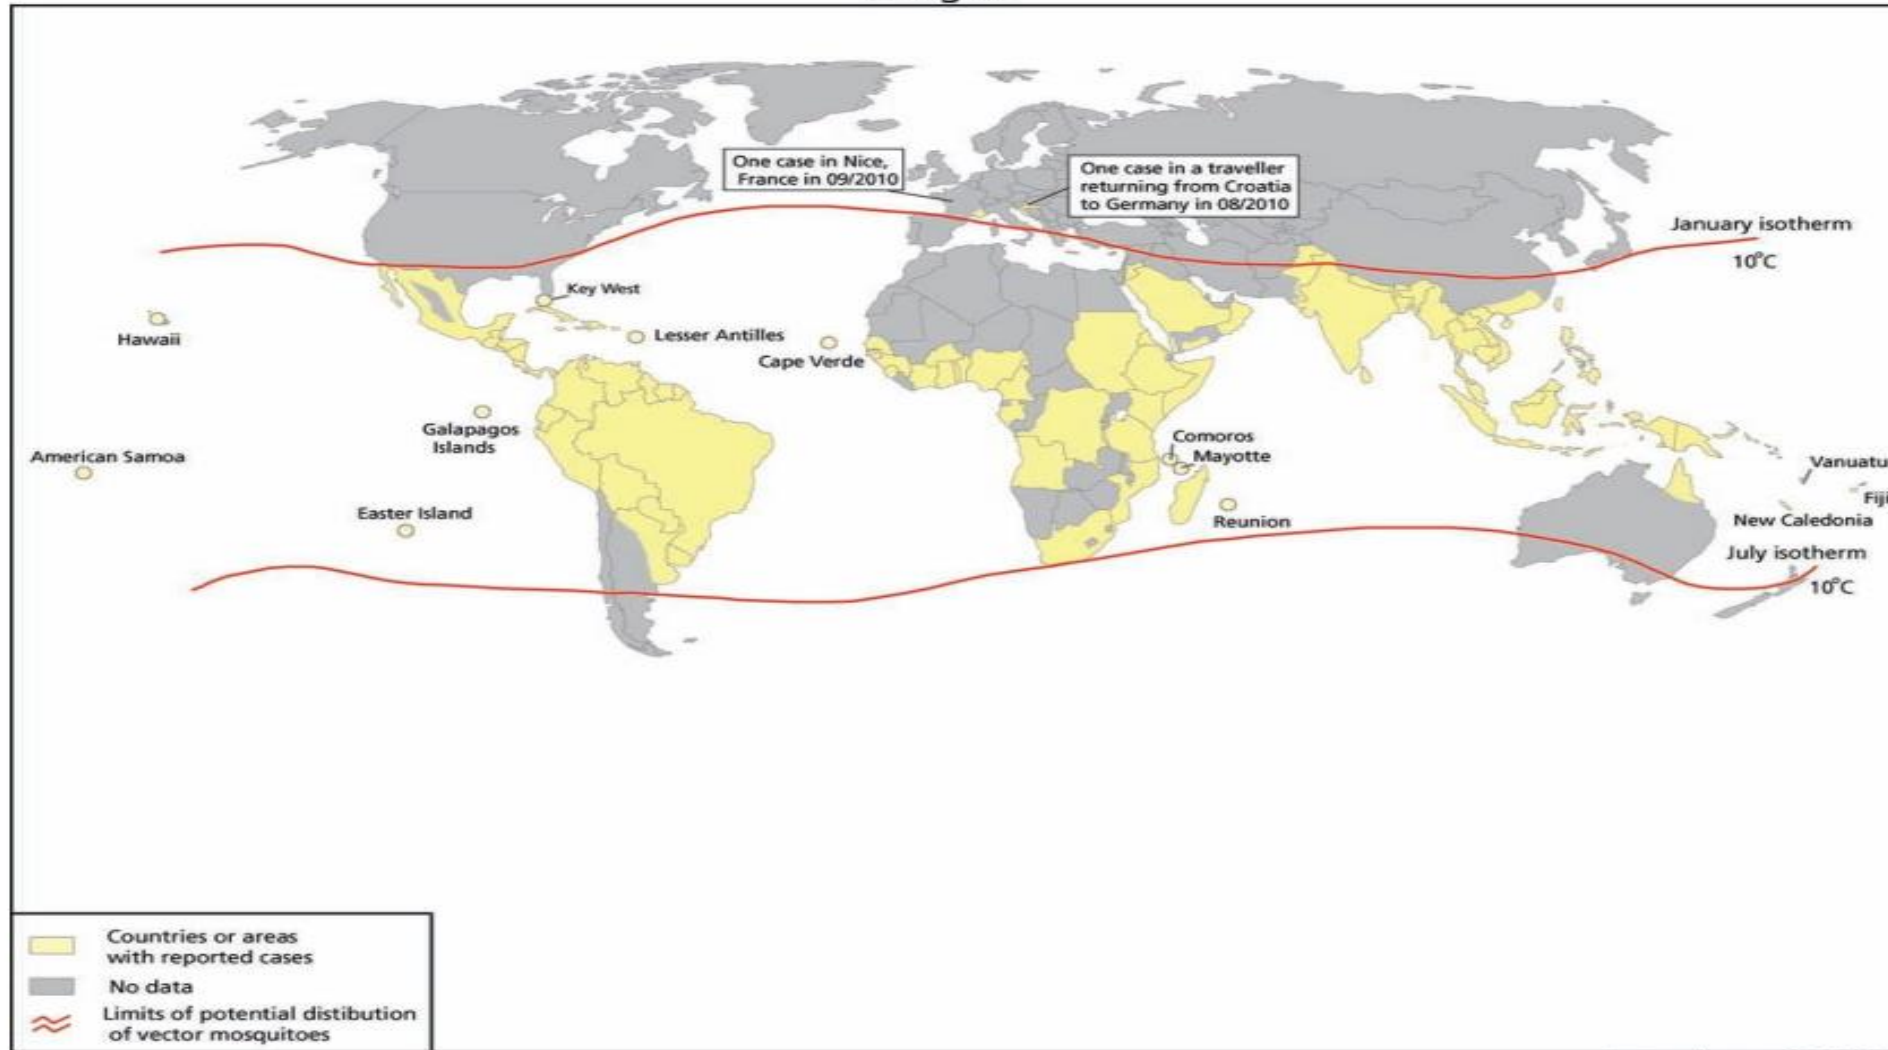 One case in Nice,
France in 09/2010
One case in a traveller
returning from Croatia
to Germany in 08/2010
January isotherm
10°C
Key West
Hawaii
Lesser Antilles
Cape Verde
Galapagos
Islands
Comoros
Mayotte
American Samoa
Vanuatu
Fiji
Easter Island
Reunion
New Caledonia
July isotherm
10°C
Countries or areas
with reported cases
No data
Limits of potential distibution
of vector mosquitoes